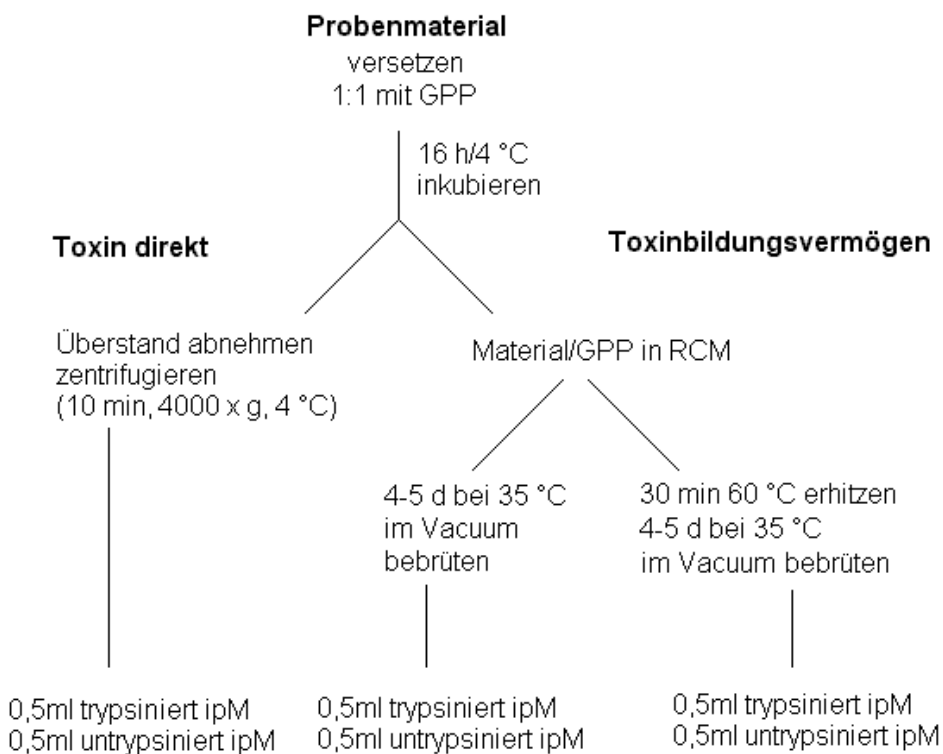 Probenmaterial
versetzen
1:1 mit GPP
16 h/4 °C
inkubieren
Toxin direkt
Toxinbildungsvermögen
Überstand abnehmen
zentrifugieren
(10 min, 4000 x g, 4 °C)
Material/GPP in RCM
4-5 d bei 35 °C
im Vacuum
bebrüten
30 min 60 °C erhitzen
4-5 d bei 35 °C
im Vacuum bebrüten
0,5ml trypsiniert ipM
0,5ml untrypsiniert ipM
0,5ml trypsiniert ipM
0,5ml untrypsiniert ipM
0,5ml trypsiniert ipM
0,5ml untrypsiniert ipM